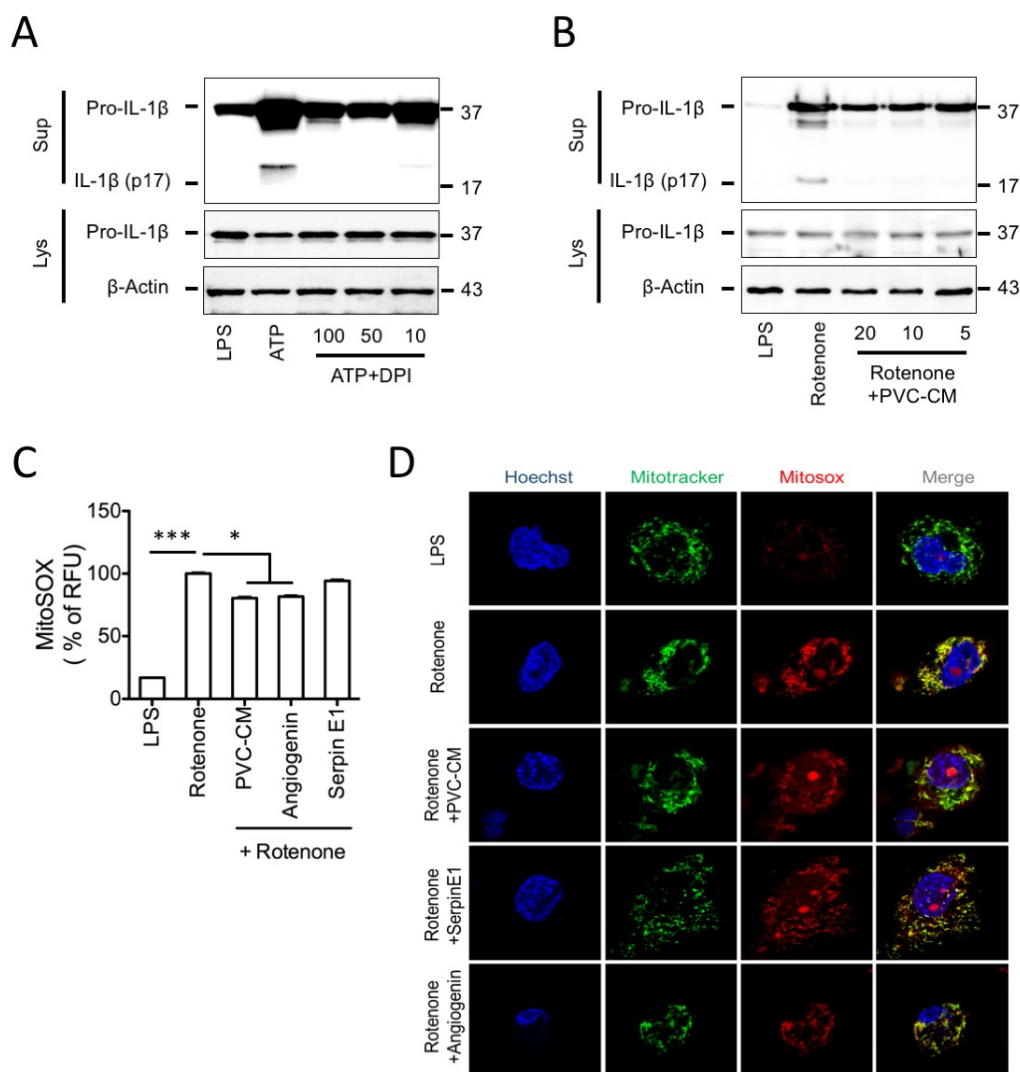 A
Sup
Pro-IL-1β
37
IL-1β (p17)
17
Lys
Pro-IL-1β
37
β-Actin
43
LPS
ATP
100 50 10
ATP+DPI
B
Sup
Pro-IL-1β
37
IL-1β (p17)
17
Lys
Pro-IL-1β
37
β-Actin
43
LPS
Rotenone
20 10 5
Rotenone
+PVC-CM
C
MitoSOX
( % of RFU)
150
100
50
0
***
*
LPS
Rotenone
PVC-CM
Angiogenin
Serpin E1
+ Rotenone
D
Hoechst Mitotracker Mitosox Merge
LPS
Rotenone
Rotenone
+PVC-CM
Rotenone
+SerpinE1
Rotenone
+Angiogenin